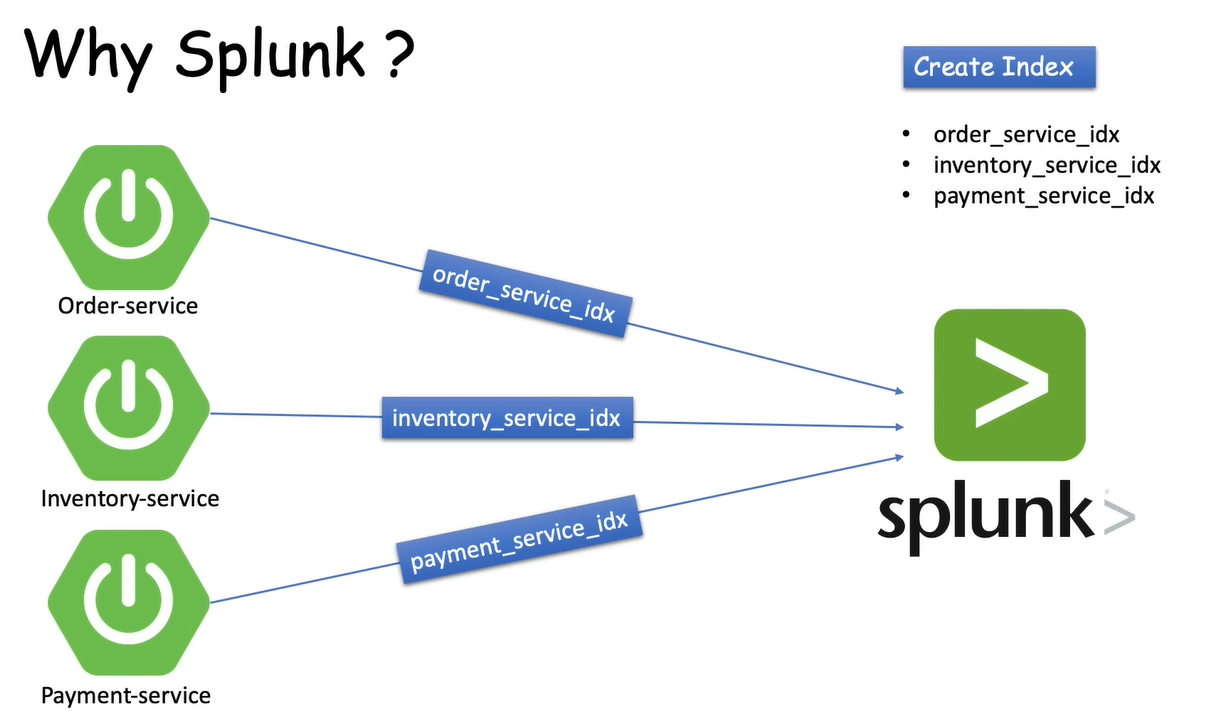 Why Splunk ?
Create Index
• order_service_idx
• inventory_service_idx
• payment_service_idx
Order-service
order_service_idx
Inventory-service
inventory_service_idx
Payment-service
payment_service_idx
splunk>